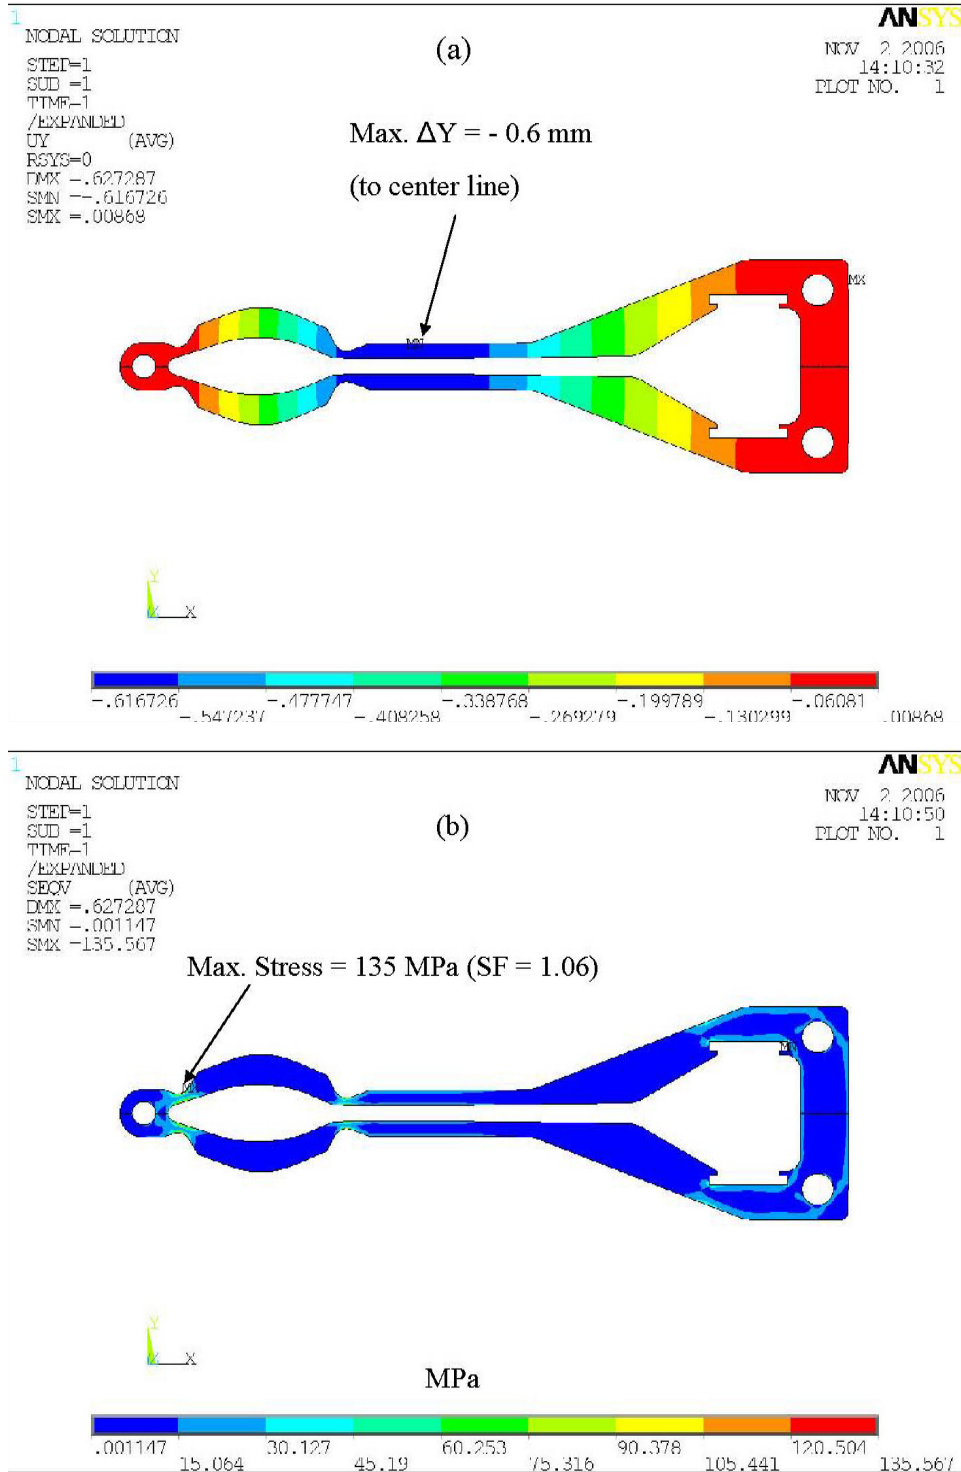 1
ANSYS
NODAL SOLUTION
STEP=1
SUB =1
TIME=1
/EXPANDED
UY (AVG)
RSYS=0
DMX =.627287
SMN =-.616726
SMX =.00868
(a)
NOV 2 2006
14:10:32
PLOT NO. 1
Max. ΔY = - 0.6 mm
(to center line)
MX
MN
Y
Z X
-.616726 -.477747 -.338768 -.199789 -.06081
-.547237 -.408258 -.269279 -.130299 .00868
1
ANSYS
NODAL SOLUTION
STEP=1
SUB =1
TIME=1
/EXPANDED
SEQV (AVG)
DMX =.627287
SMN =.001147
SMX =135.567
(b)
NOV 2 2006
14:10:50
PLOT NO. 1
Max. Stress = 135 MPa (SF = 1.06)
MX
MN
Y
Z X
MPa
.001147 30.127 60.253 90.378 120.504
15.064 45.19 75.316 105.441 135.567